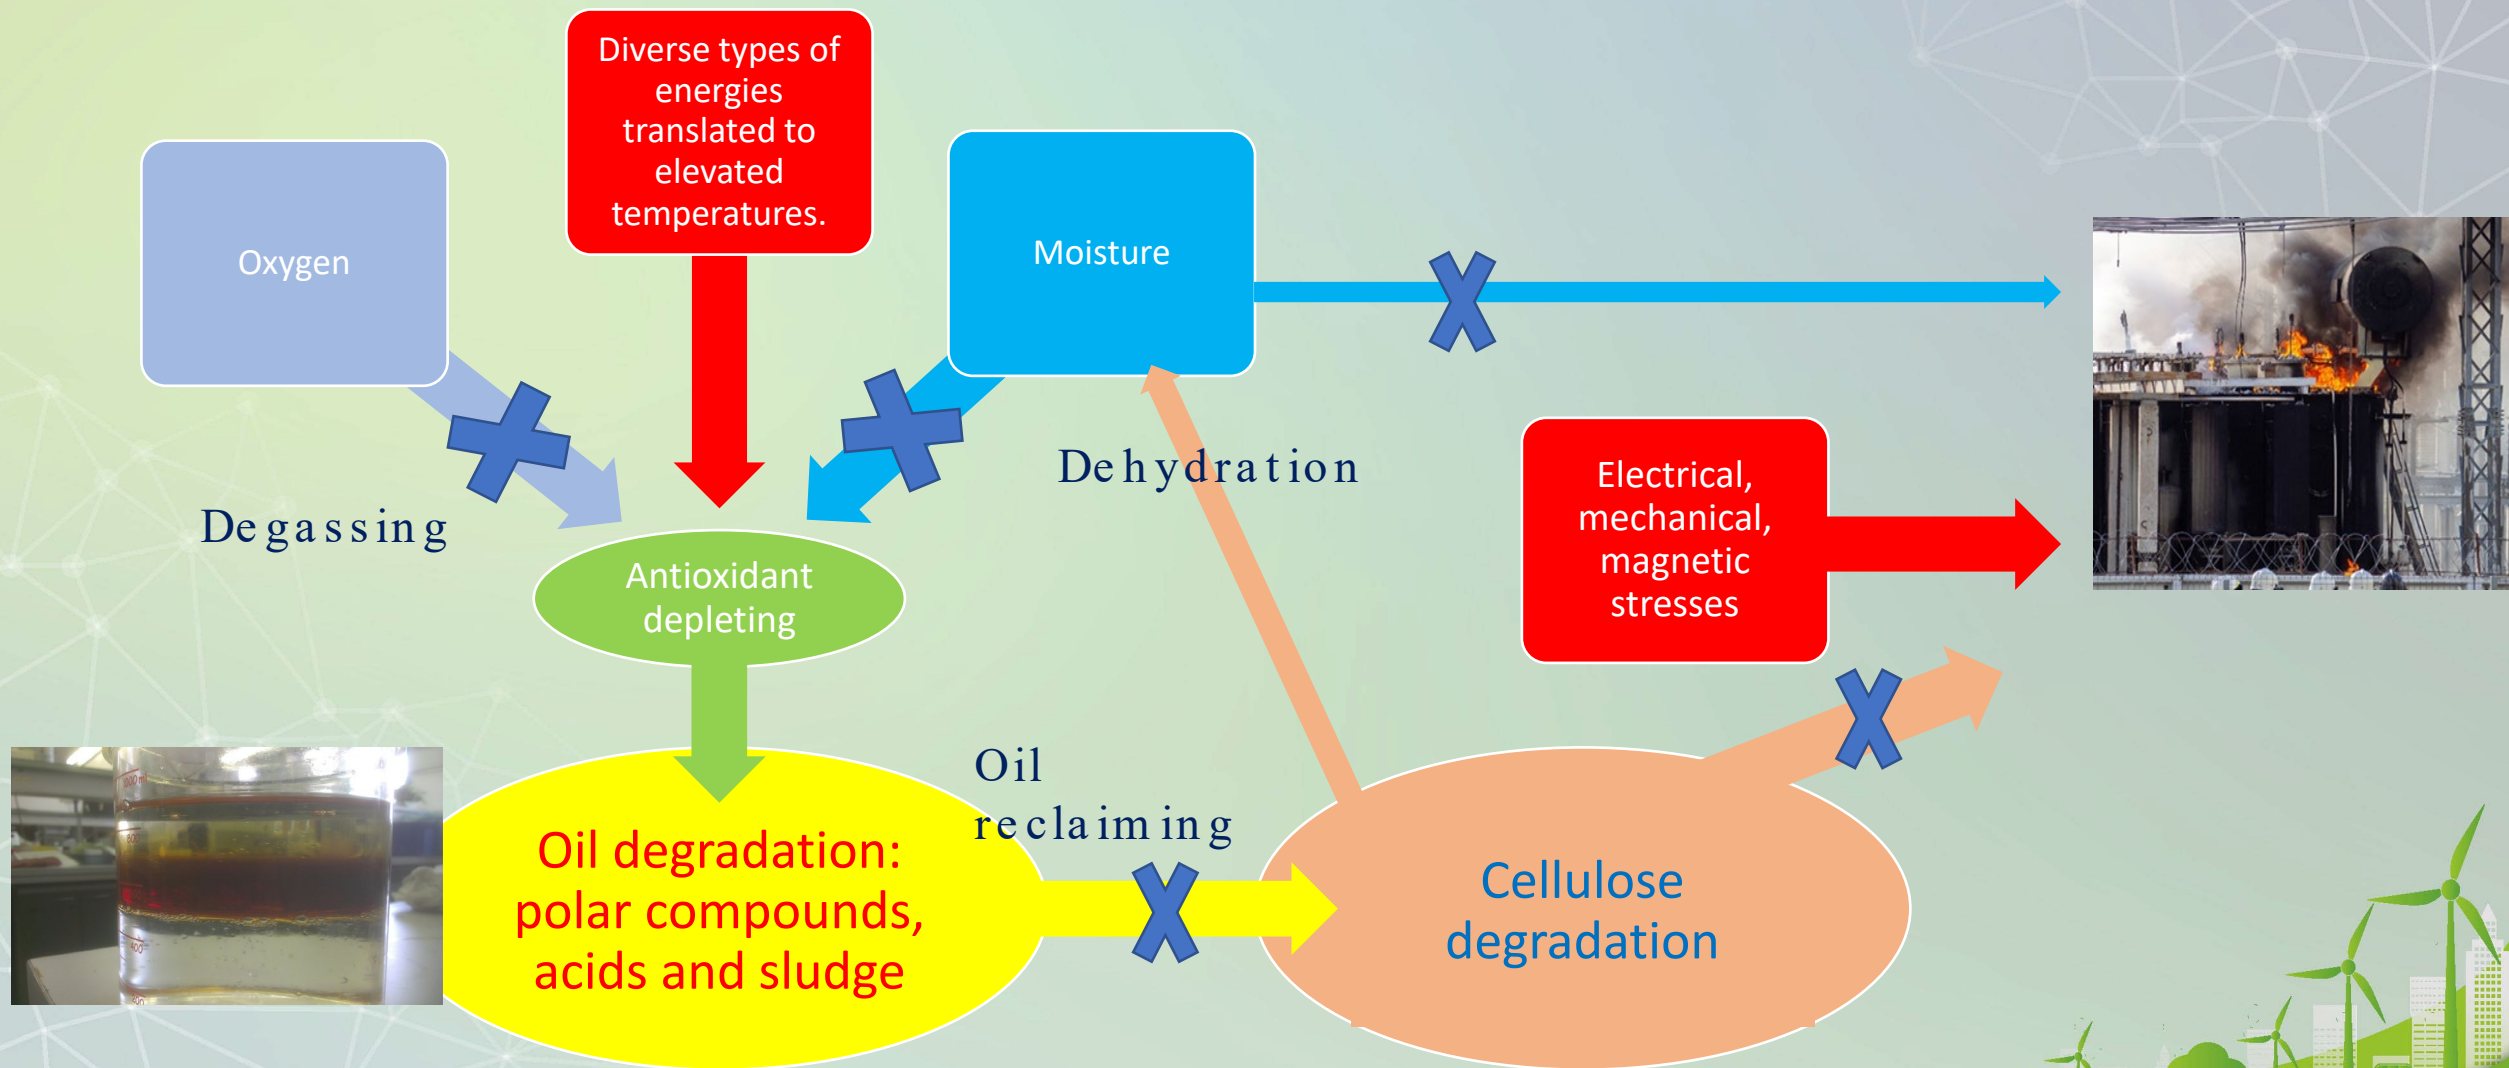 Diverse types of
energies
translated to
elevated
temperatures.
Oxygen
Moisture
Degassing
Dehydration
Electrical,
mechanical,
magnetic
stresses
Antioxidant
depleting
Oil
reclaiming
Oil degradation:
polar compounds,
acids and sludge
Cellulose
degradation
400